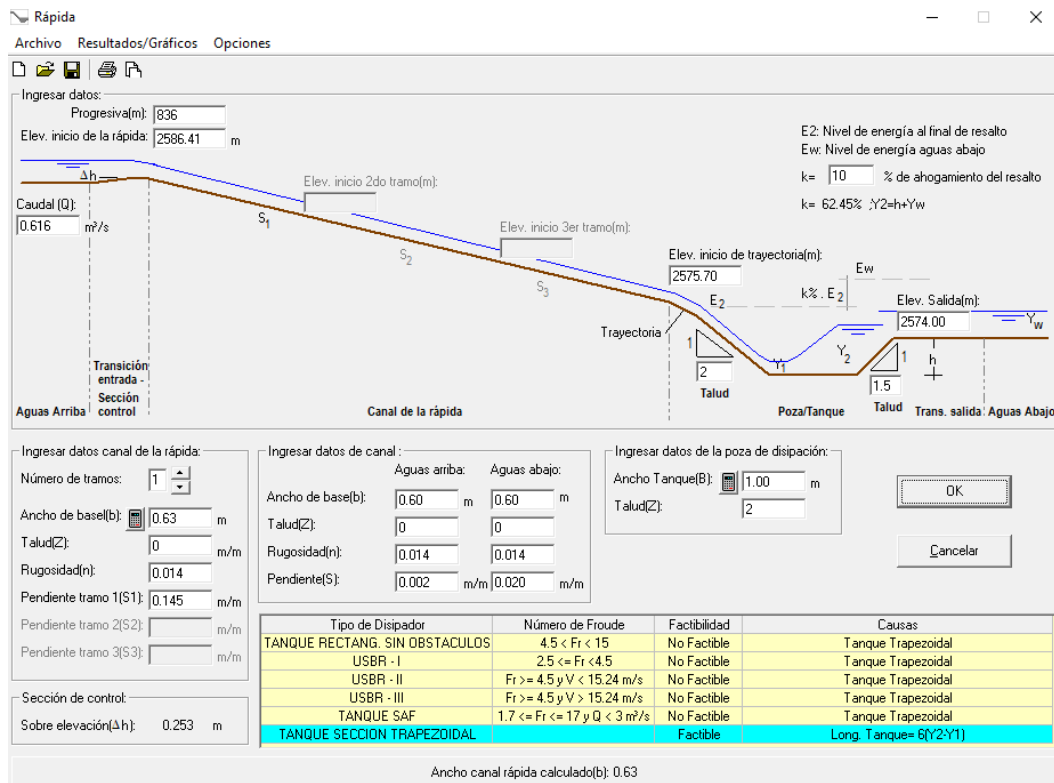 Rápida
Archivo Resultados/Gráficos Opciones
Ingresar datos:
Progresiva(m): 836
Elev. inicio de la rápida: 2586.41 m
E2: Nivel de energía al final de resalto
Ew: Nivel de energía aguas abajo
k= 10 % de ahogamiento del resalto
k= 62.45% ;Y2=h+Yw
Δh
Caudal (Q):
0.616 m³/s
Elev. inicio 2do tramo(m):
S1
Elev. inicio 3er tramo(m):
S2
S3
Elev. inicio de trayectoria(m):
2575.70
Ew
E2
k% . E2
Elev. Salida(m):
2574.00
Yw
Trayectoria
1
2
Talud
Y1
Y2
1
1.5
Talud
h
Transición entrada - Sección control
Aguas Arriba
Canal de la rápida
Poza/Tanque
Trans. salida
Aguas Abajo
Ingresar datos canal de la rápida:
Número de tramos: 1
Ancho de basel(b): 0.63 m
Talud(Z): 0 m/m
Rugosidad(n): 0.014
Pendiente tramo 1(S1): 0.145 m/m
Pendiente tramo 2(S2): m/m
Pendiente tramo 3(S3): m/m
Sección de control:
Sobre elevación(Δh): 0.253 m
Ingresar datos de canal :
Aguas arriba: Aguas abajo:
Ancho de base(b): 0.60 m 0.60 m
Talud(Z): 0 0
Rugosidad(n): 0.014 0.014
Pendiente(S): 0.002 m/m 0.020 m/m
Ingresar datos de la poza de disipación:
Ancho Tanque(B): 1.00 m
Talud(Z): 2
OK
Cancelar
Tipo de Disipador Número de Froude Factibilidad Causas
TANQUE RECTANG. SIN OBSTACULOS 4.5 < Fr < 15 No Factible Tanque Trapezoidal
USBR - I 2.5 <= Fr <4.5 No Factible Tanque Trapezoidal
USBR - II Fr >= 4.5 y V < 15.24 m/s No Factible Tanque Trapezoidal
USBR - III Fr >= 4.5 y V > 15.24 m/s No Factible Tanque Trapezoidal
TANQUE SAF 1.7 <= Fr <= 17 y Q < 3 m³/s No Factible Tanque Trapezoidal
TANQUE SECCION TRAPEZOIDAL Factible Long. Tanque= 6(Y2-Y1)
Ancho canal rápida calculado(b): 0.63